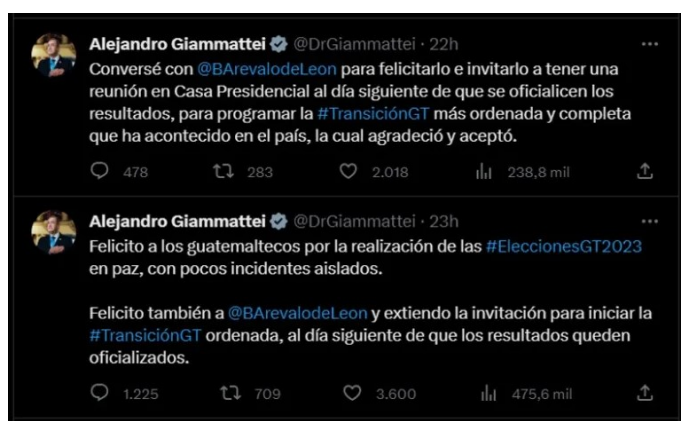 Alejandro Giammattei @DrGiammattei · 22h
Conversé con @BArevalodeLeon para felicitarlo e invitarlo a tener una
reunión en Casa Presidencial al día siguiente de que se oficialicen los
resultados, para programar la #TransiciónGT más ordenada y completa
que ha acontecido en el país, la cual agradeció y aceptó.
478 283 2.018 238,8 mil
Alejandro Giammattei @DrGiammattei · 23h
Felicito a los guatemaltecos por la realización de las #EleccionesGT2023
en paz, con pocos incidentes aislados.
Felicito también a @BArevalodeLeon y extiendo la invitación para iniciar la
#TransiciónGT ordenada, al día siguiente de que los resultados queden
oficializados.
1.225 709 3.600 475,6 mil